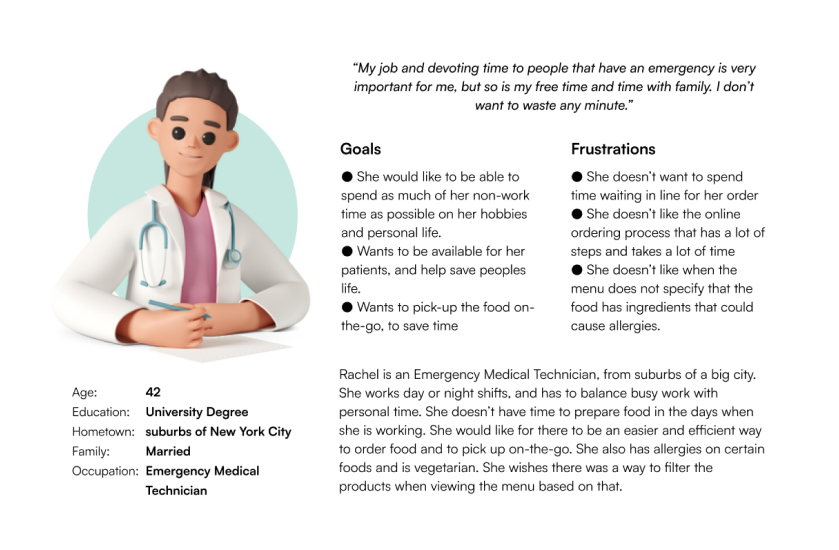 “My job and devoting time to people that have an emergency is very
important for me, but so is my free time and time with family. I don’t
want to waste any minute.”
Goals
● She would like to be able to
spend as much of her non-work
time as possible on her hobbies
and personal life.
● Wants to be available for her
patients, and help save peoples
life.
● Wants to pick-up the food on-
the-go, to save time
Frustrations
● She doesn’t want to spend
time waiting in line for her order
● She doesn’t like the online
ordering process that has a lot of
steps and takes a lot of time
● She doesn’t like when the
menu does not specify that the
food has ingredients that could
cause allergies.
Age: 42
Education: University Degree
Hometown: suburbs of New York City
Family: Married
Occupation: Emergency Medical
Technician
Rachel is an Emergency Medical Technician, from suburbs of a big city.
She works day or night shifts, and has to balance busy work with
personal time. She doesn’t have time to prepare food in the days when
she is working. She would like for there to be an easier and efficient way
to order food and to pick up on-the-go. She also has allergies on certain
foods and is vegetarian. She wishes there was a way to filter the
products when viewing the menu based on that.